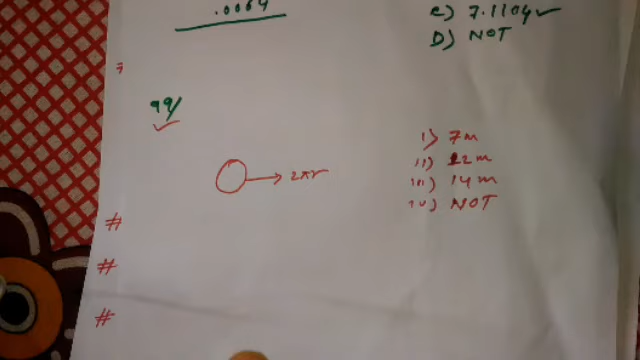 .0064
C) 7.1104
D) NOT
99/
2πr
I) 7m
II) 22m
III) 14m
IV) NOT
#
#
#